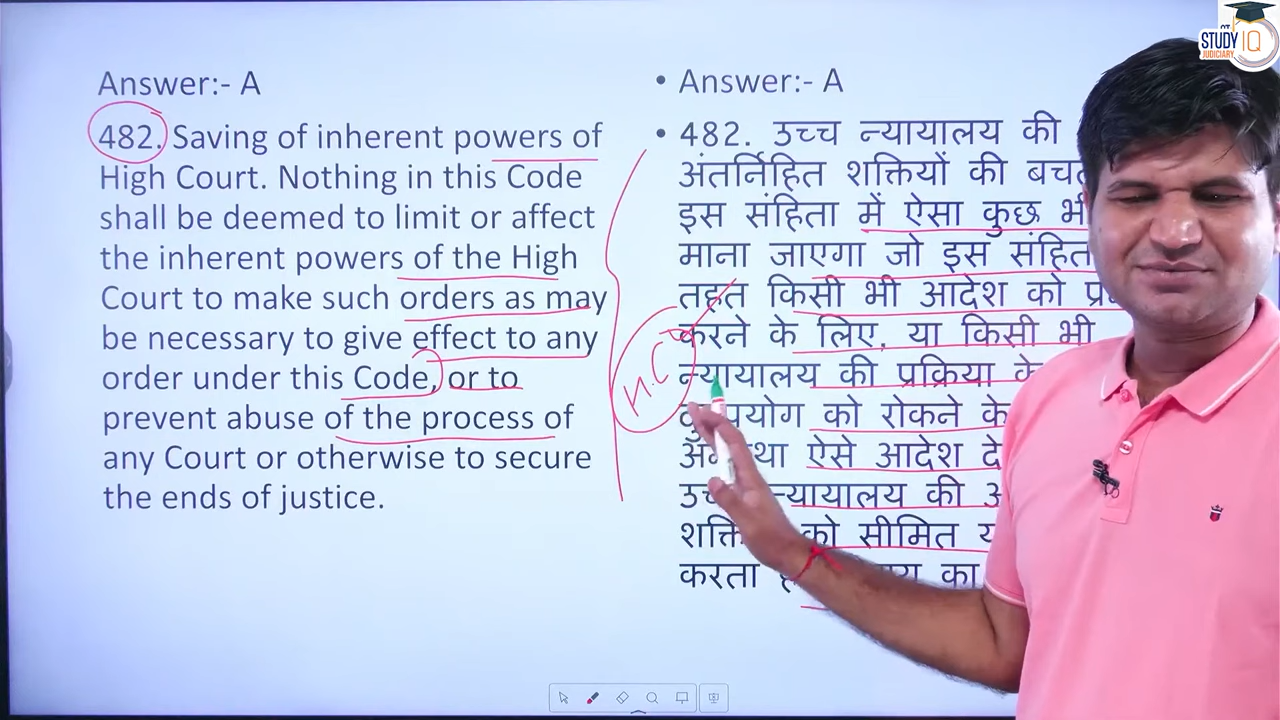 Answer:- A
482. Saving of inherent powers of
High Court. Nothing in this Code
shall be deemed to limit or affect
the inherent powers of the High
Court to make such orders as may
be necessary to give effect to any
order under this Code, or to
prevent abuse of the process of
any Court or otherwise to secure
the ends of justice.
• Answer:- A
• 482. उच्च न्यायालय की
अंतर्निहित शक्तियों की
इस संहिता में ऐसा कुछ भी
माना जाएगा जो इस
तहत किसी भी आदेश को
करने के लिए, या किसी भी
न्यायालय की प्रक्रिया के
को रोकने के
ऐसे आदेश
न्यायालय की
को सीमित
करता
का
H.C
STUDY IQ
JUDICIARY